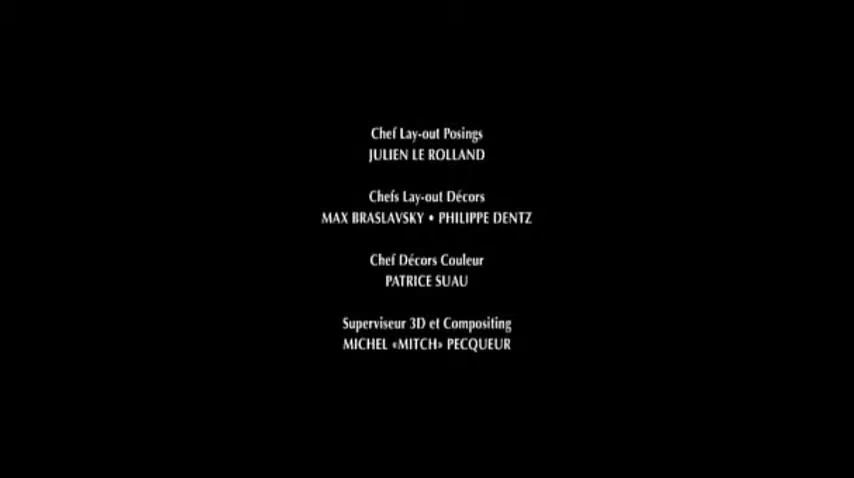 Chef Lay-out Posings
JULIEN LE ROLLAND
Chefs Lay-out Décors
MAX BRASLAVSKY • PHILIPPE DENTZ
Chef Décors Couleur
PATRICE SUAU
Superviseur 3D et Compositing
MICHEL «MITCH» PECQUEUR